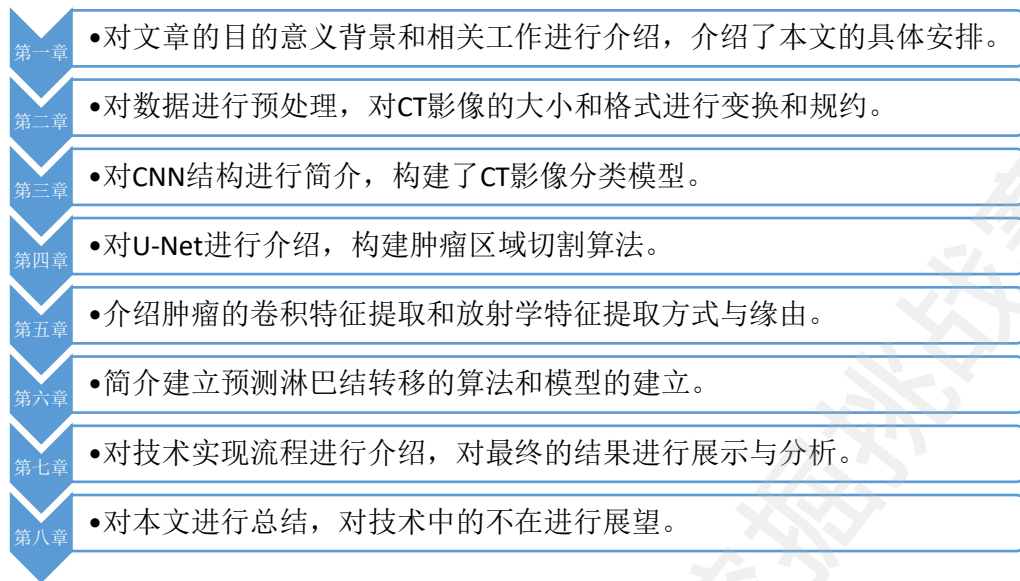 第一章
•对文章的目的意义背景和相关工作进行介绍，介绍了本文的具体安排。
第二章
•对数据进行预处理，对CT影像的大小和格式进行变换和规约。
第三章
•对CNN结构进行简介，构建了CT影像分类模型。
第四章
•对U-Net进行介绍，构建肿瘤区域切割算法。
第五章
•介绍肿瘤的卷积特征提取和放射学特征提取方式与缘由。
第六章
•简介建立预测淋巴结转移的算法和模型的建立。
第七章
•对技术实现流程进行介绍，对最终的结果进行展示与分析。
第八章
•对本文进行总结，对技术中的不在进行展望。
掘挑战